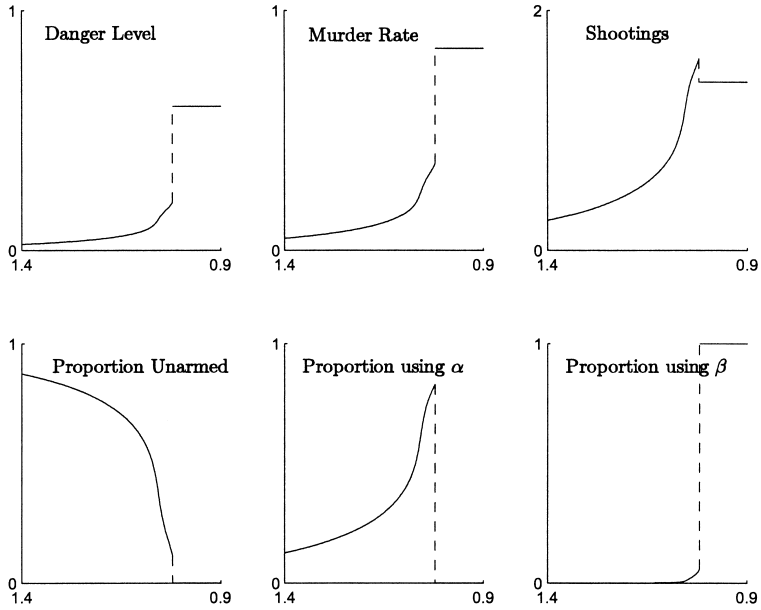 1 1 2
Danger Level Murder Rate Shootings
0 0 0
1.4 0.9 1.4 0.9 1.4 0.9
1 1 1
Proportion Unarmed Proportion using α Proportion using β
0 0 0
1.4 0.9 1.4 0.9 1.4 0.9